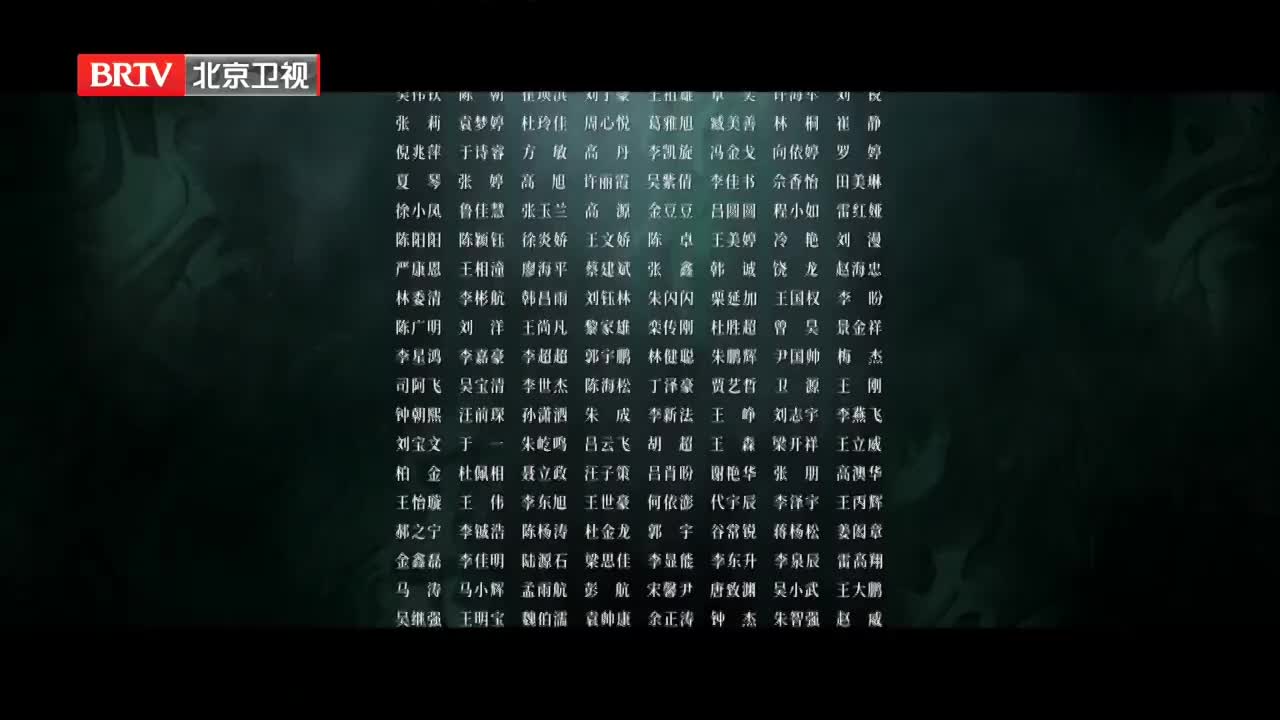 BRTV 北京卫视
张 莉 袁梦婷 杜玲佳 周心悦 葛雅旭 臧美善 林 桐 崔 静
倪兆萍 于诗睿 方 敏 高 丹 李凯旋 冯金戈 向依婷 罗 婷
夏 琴 张 婷 高 旭 许丽霞 吴紫倩 李佳书 佘香怡 田美琳
徐小凤 鲁佳慧 张玉兰 高 源 金豆豆 吕圆圆 程小如 雷红娅
陈阳阳 陈颖钰 徐炎娇 王文娇 陈 卓 王美婷 冷 艳 刘 漫
严康恩 王相潼 廖海平 蔡建斌 张 鑫 韩 诚 饶 龙 赵海忠
林委清 李彬航 韩昌雨 刘钰林 朱闪闪 栗延加 王国权 李 盼
陈广明 刘 洋 王尚凡 黎家雄 栾传刚 杜胜超 曾 昊 景金祥
李星鸿 李嘉豪 李超超 郭宇鹏 林健聪 朱鹏辉 尹国帅 梅 杰
司阿飞 吴宝清 李世杰 陈海松 丁泽豪 贾艺哲 卫 源 王 刚
钟朝熙 汪前琛 孙潇洒 朱 成 李新法 王 峥 刘志宇 李燕飞
刘宝文 于 一 朱屹鸣 吕云飞 胡 超 王 森 梁开祥 王立威
柏 金 杜佩相 聂立政 汪子策 吕肖盼 谢艳华 张 朋 高澳华
王怡璇 王 伟 李东旭 王世豪 何依澎 代宇辰 李泽宇 王丙辉
郝之宁 李铖浩 陈杨涛 杜金龙 郭 宇 谷常锐 蒋杨松 姜阔章
金鑫磊 李佳明 陆源石 梁思佳 李显能 李东升 李泉辰 雷高翔
马 涛 马小辉 孟雨航 彭 航 宋馨尹 唐致渊 吴小武 王大鹏
吴继强 王明宝 魏伯濡 袁帅康 余正涛 钟 杰 朱智强 赵 威